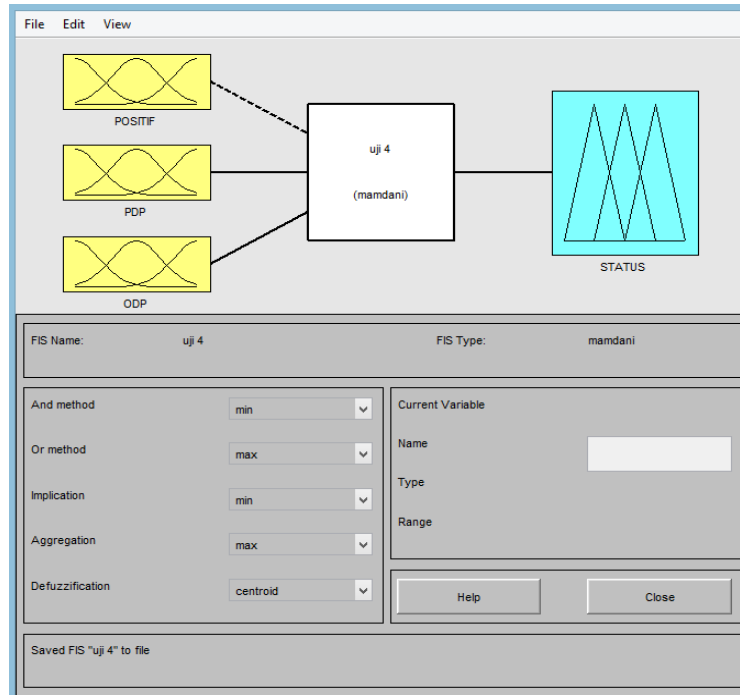 File Edit View
POSITIF
PDP
ODP
uji 4
(mamdani)
STATUS
FIS Name: uji 4 FIS Type: mamdani
And method min
Or method max
Implication min
Aggregation max
Defuzzification centroid
Current Variable
Name
Type
Range
Help Close
Saved FIS "uji 4" to file